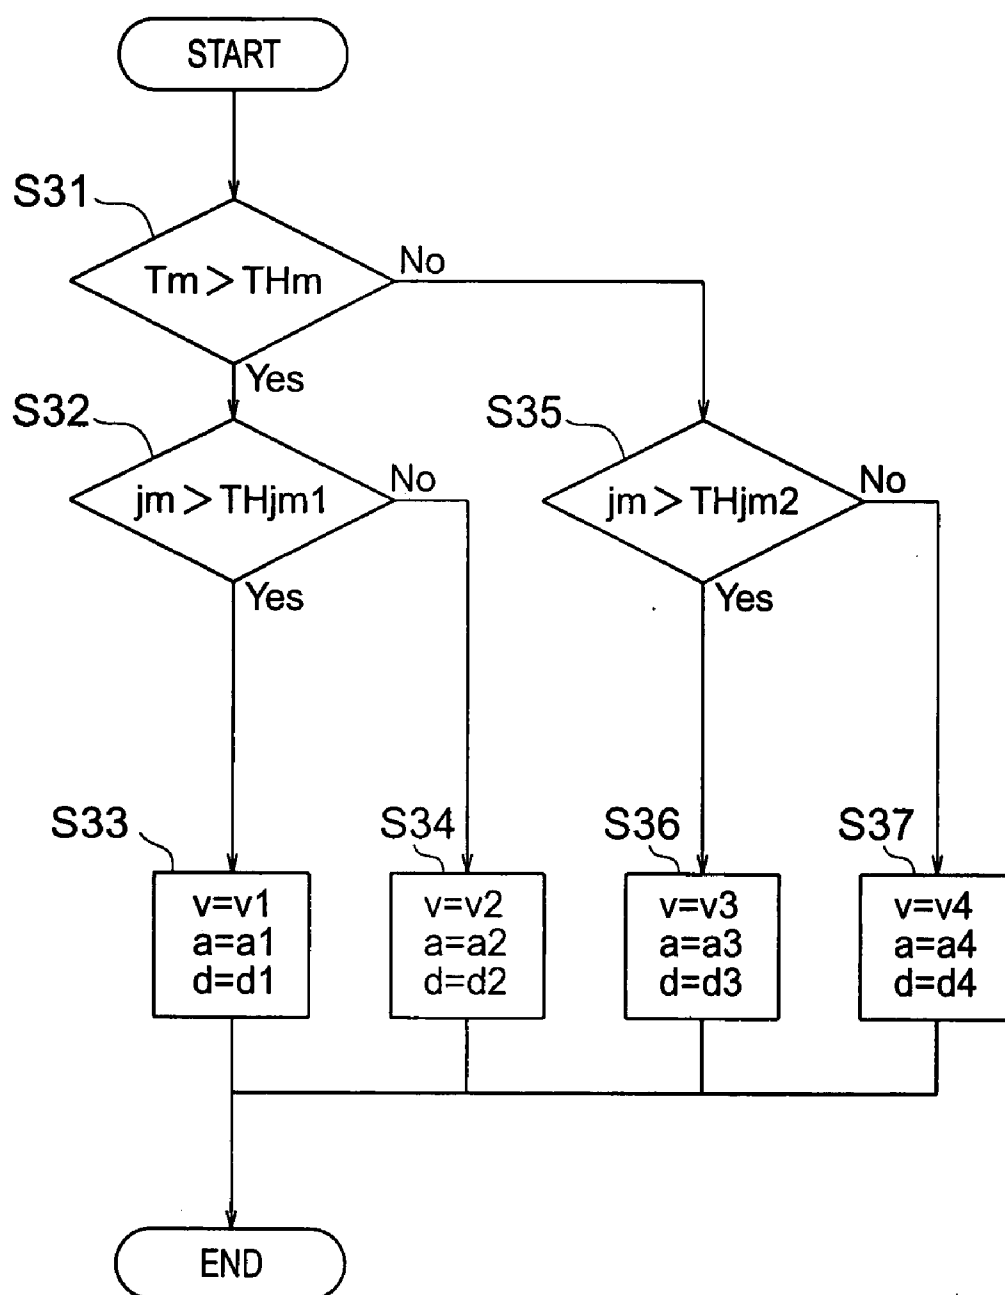 START
S31
Tm > THm
No
Yes
S32
jm > THjm1
No
Yes
S35
jm > THjm2
No
Yes
S33
v=v1
a=a1
d=d1
S34
v=v2
a=a2
d=d2
S36
v=v3
a=a3
d=d3
S37
v=v4
a=a4
d=d4
END